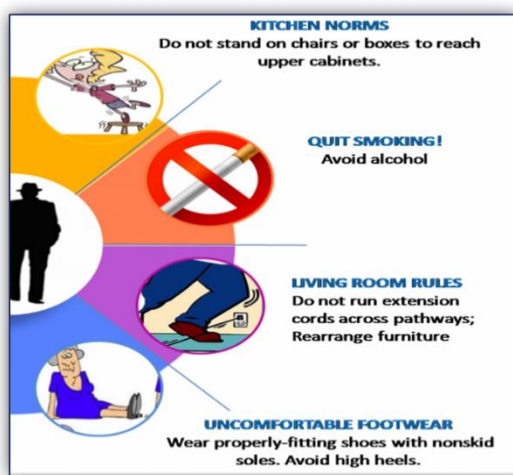 KITCHEN NORMS
Do not stand on chairs or boxes to reach
upper cabinets.
QUIT SMOKING!
Avoid alcohol
LIVING ROOM RULES
Do not run extension
cords across pathways;
Rearrange furniture
UNCOMFORTABLE FOOTWEAR
Wear properly-fitting shoes with nonskid
soles. Avoid high heels.